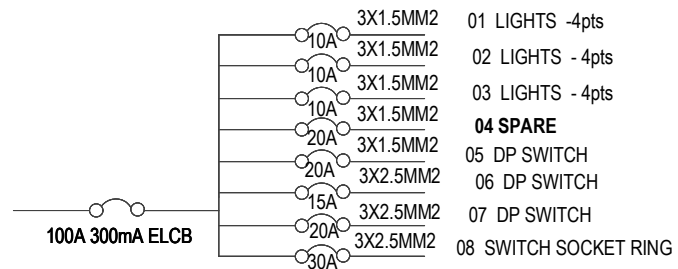 3X1.5MM2 01 LIGHTS -4pts
10A
3X1.5MM2 02 LIGHTS - 4pts
10A
3X1.5MM2 03 LIGHTS - 4pts
10A
3X1.5MM2 04 SPARE
20A
3X1.5MM2 05 DP SWITCH
20A
3X2.5MM2 06 DP SWITCH
15A
3X2.5MM2 07 DP SWITCH
20A
3X2.5MM2 08 SWITCH SOCKET RING
30A
100A 300mA ELCB